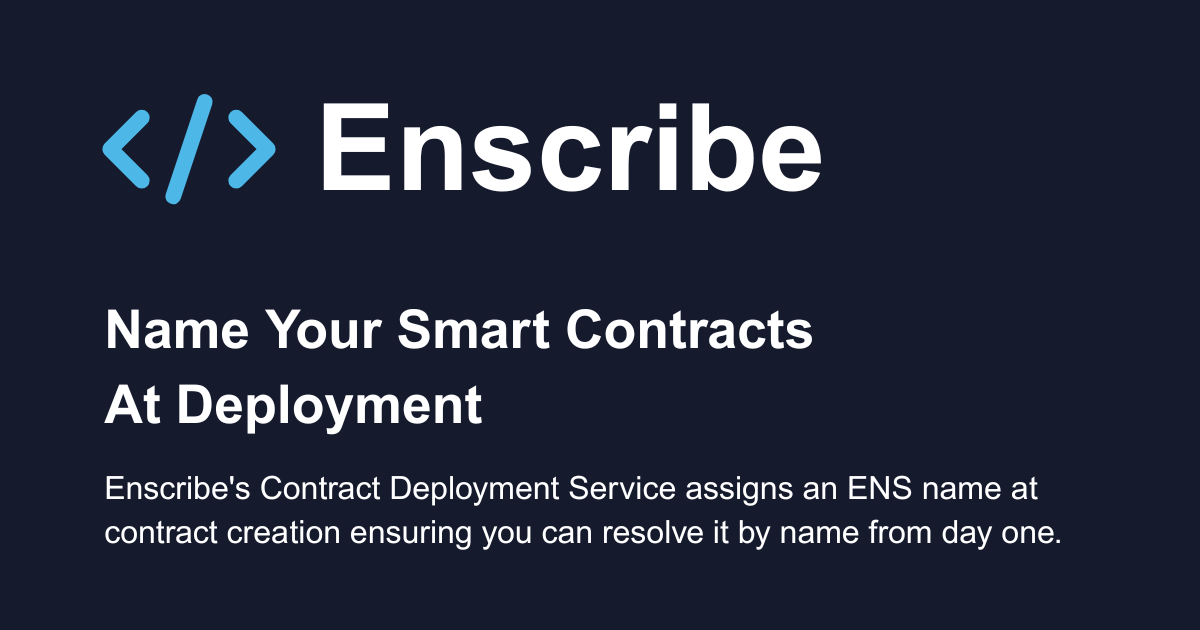 </> Enscribe
Name Your Smart Contracts
At Deployment
Enscribe's Contract Deployment Service assigns an ENS name at
contract creation ensuring you can resolve it by name from day one.